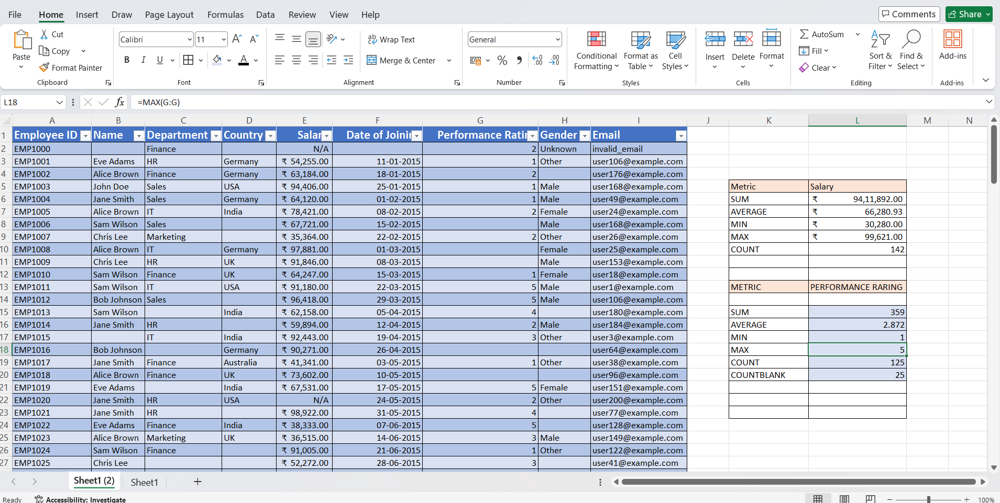 File Home Insert Draw Page Layout Formulas Data Review View Help Comments Share
Paste Cut Copy Format Painter Clipboard
Calibri 11 B I U A Font
Wrap Text Merge & Center Alignment
General % Number
Conditional Formatting Format as Table Cell Styles Styles
Insert Delete Format Cells
AutoSum Fill Clear Sort & Filter Find & Select Editing
Add-ins Add-ins
L18 fx =MAX(G:G)
A B C D E F G H I J K L M N
1 Employee ID Name Department Country Salar Date of Joinir Performance Ratir Gender Email
2 EMP1000 Finance N/A 2 Unknown invalid_email
3 EMP1001 Eve Adams HR Germany ₹ 54,255.00 11-01-2015 1 Other user106@example.com
4 EMP1002 Alice Brown Finance Germany ₹ 63,184.00 18-01-2015 2 user176@example.com
5 EMP1003 John Doe Sales USA ₹ 94,406.00 25-01-2015 1 Male user168@example.com Metric Salary
6 EMP1004 Jane Smith Sales Germany ₹ 64,120.00 01-02-2015 1 Male user49@example.com SUM ₹ 94,11,892.00
7 EMP1005 Alice Brown IT India ₹ 78,421.00 08-02-2015 2 Female user24@example.com AVERAGE ₹ 66,280.93
8 EMP1006 Sam Wilson Sales ₹ 67,721.00 15-02-2015 Male user168@example.com MIN ₹ 30,280.00
9 EMP1007 Chris Lee Marketing ₹ 35,364.00 22-02-2015 2 Other user26@example.com MAX ₹ 99,621.00
10 EMP1008 Alice Brown IT Germany ₹ 97,881.00 01-03-2015 Female user25@example.com COUNT 142
11 EMP1009 Chris Lee HR UK ₹ 91,846.00 08-03-2015 Male user153@example.com
12 EMP1010 Sam Wilson Finance UK ₹ 64,247.00 15-03-2015 1 Female user18@example.com
13 EMP1011 Sam Wilson IT USA ₹ 91,180.00 22-03-2015 5 Male user1@example.com METRIC PERFORMANCE RARING
14 EMP1012 Bob Johnson Sales ₹ 96,418.00 29-03-2015 5 Male user106@example.com
15 EMP1013 Sam Wilson India ₹ 62,158.00 05-04-2015 4 user180@example.com SUM 359
16 EMP1014 Jane Smith HR ₹ 59,894.00 12-04-2015 2 Male user184@example.com AVERAGE 2.872
17 EMP1015 IT India ₹ 92,443.00 19-04-2015 3 Other user3@example.com MIN 1
18 EMP1016 Bob Johnson Germany ₹ 90,271.00 26-04-2015 user64@example.com MAX 5
19 EMP1017 Jane Smith Finance Australia ₹ 41,341.00 03-05-2015 1 Other user38@example.com COUNT 125
20 EMP1018 Alice Brown Finance UK ₹ 73,602.00 10-05-2015 user96@example.com COUNTBLANK 25
21 EMP1019 Eve Adams India ₹ 67,531.00 17-05-2015 5 Female user151@example.com
22 EMP1020 Jane Smith HR USA N/A 24-05-2015 2 Other user200@example.com
23 EMP1021 Jane Smith HR ₹ 98,922.00 31-05-2015 4 user77@example.com
24 EMP1022 Eve Adams Finance India ₹ 38,333.00 07-06-2015 5 user128@example.com
25 EMP1023 Alice Brown Marketing UK ₹ 36,515.00 14-06-2015 3 Male user149@example.com
26 EMP1024 Sam Wilson Finance ₹ 91,005.00 21-06-2015 1 Other user122@example.com
27 EMP1025 Chris Lee ₹ 52,272.00 28-06-2015 3 user41@example.com
Sheet1 (2) Sheet1
Ready Accessibility: Investigate 100%